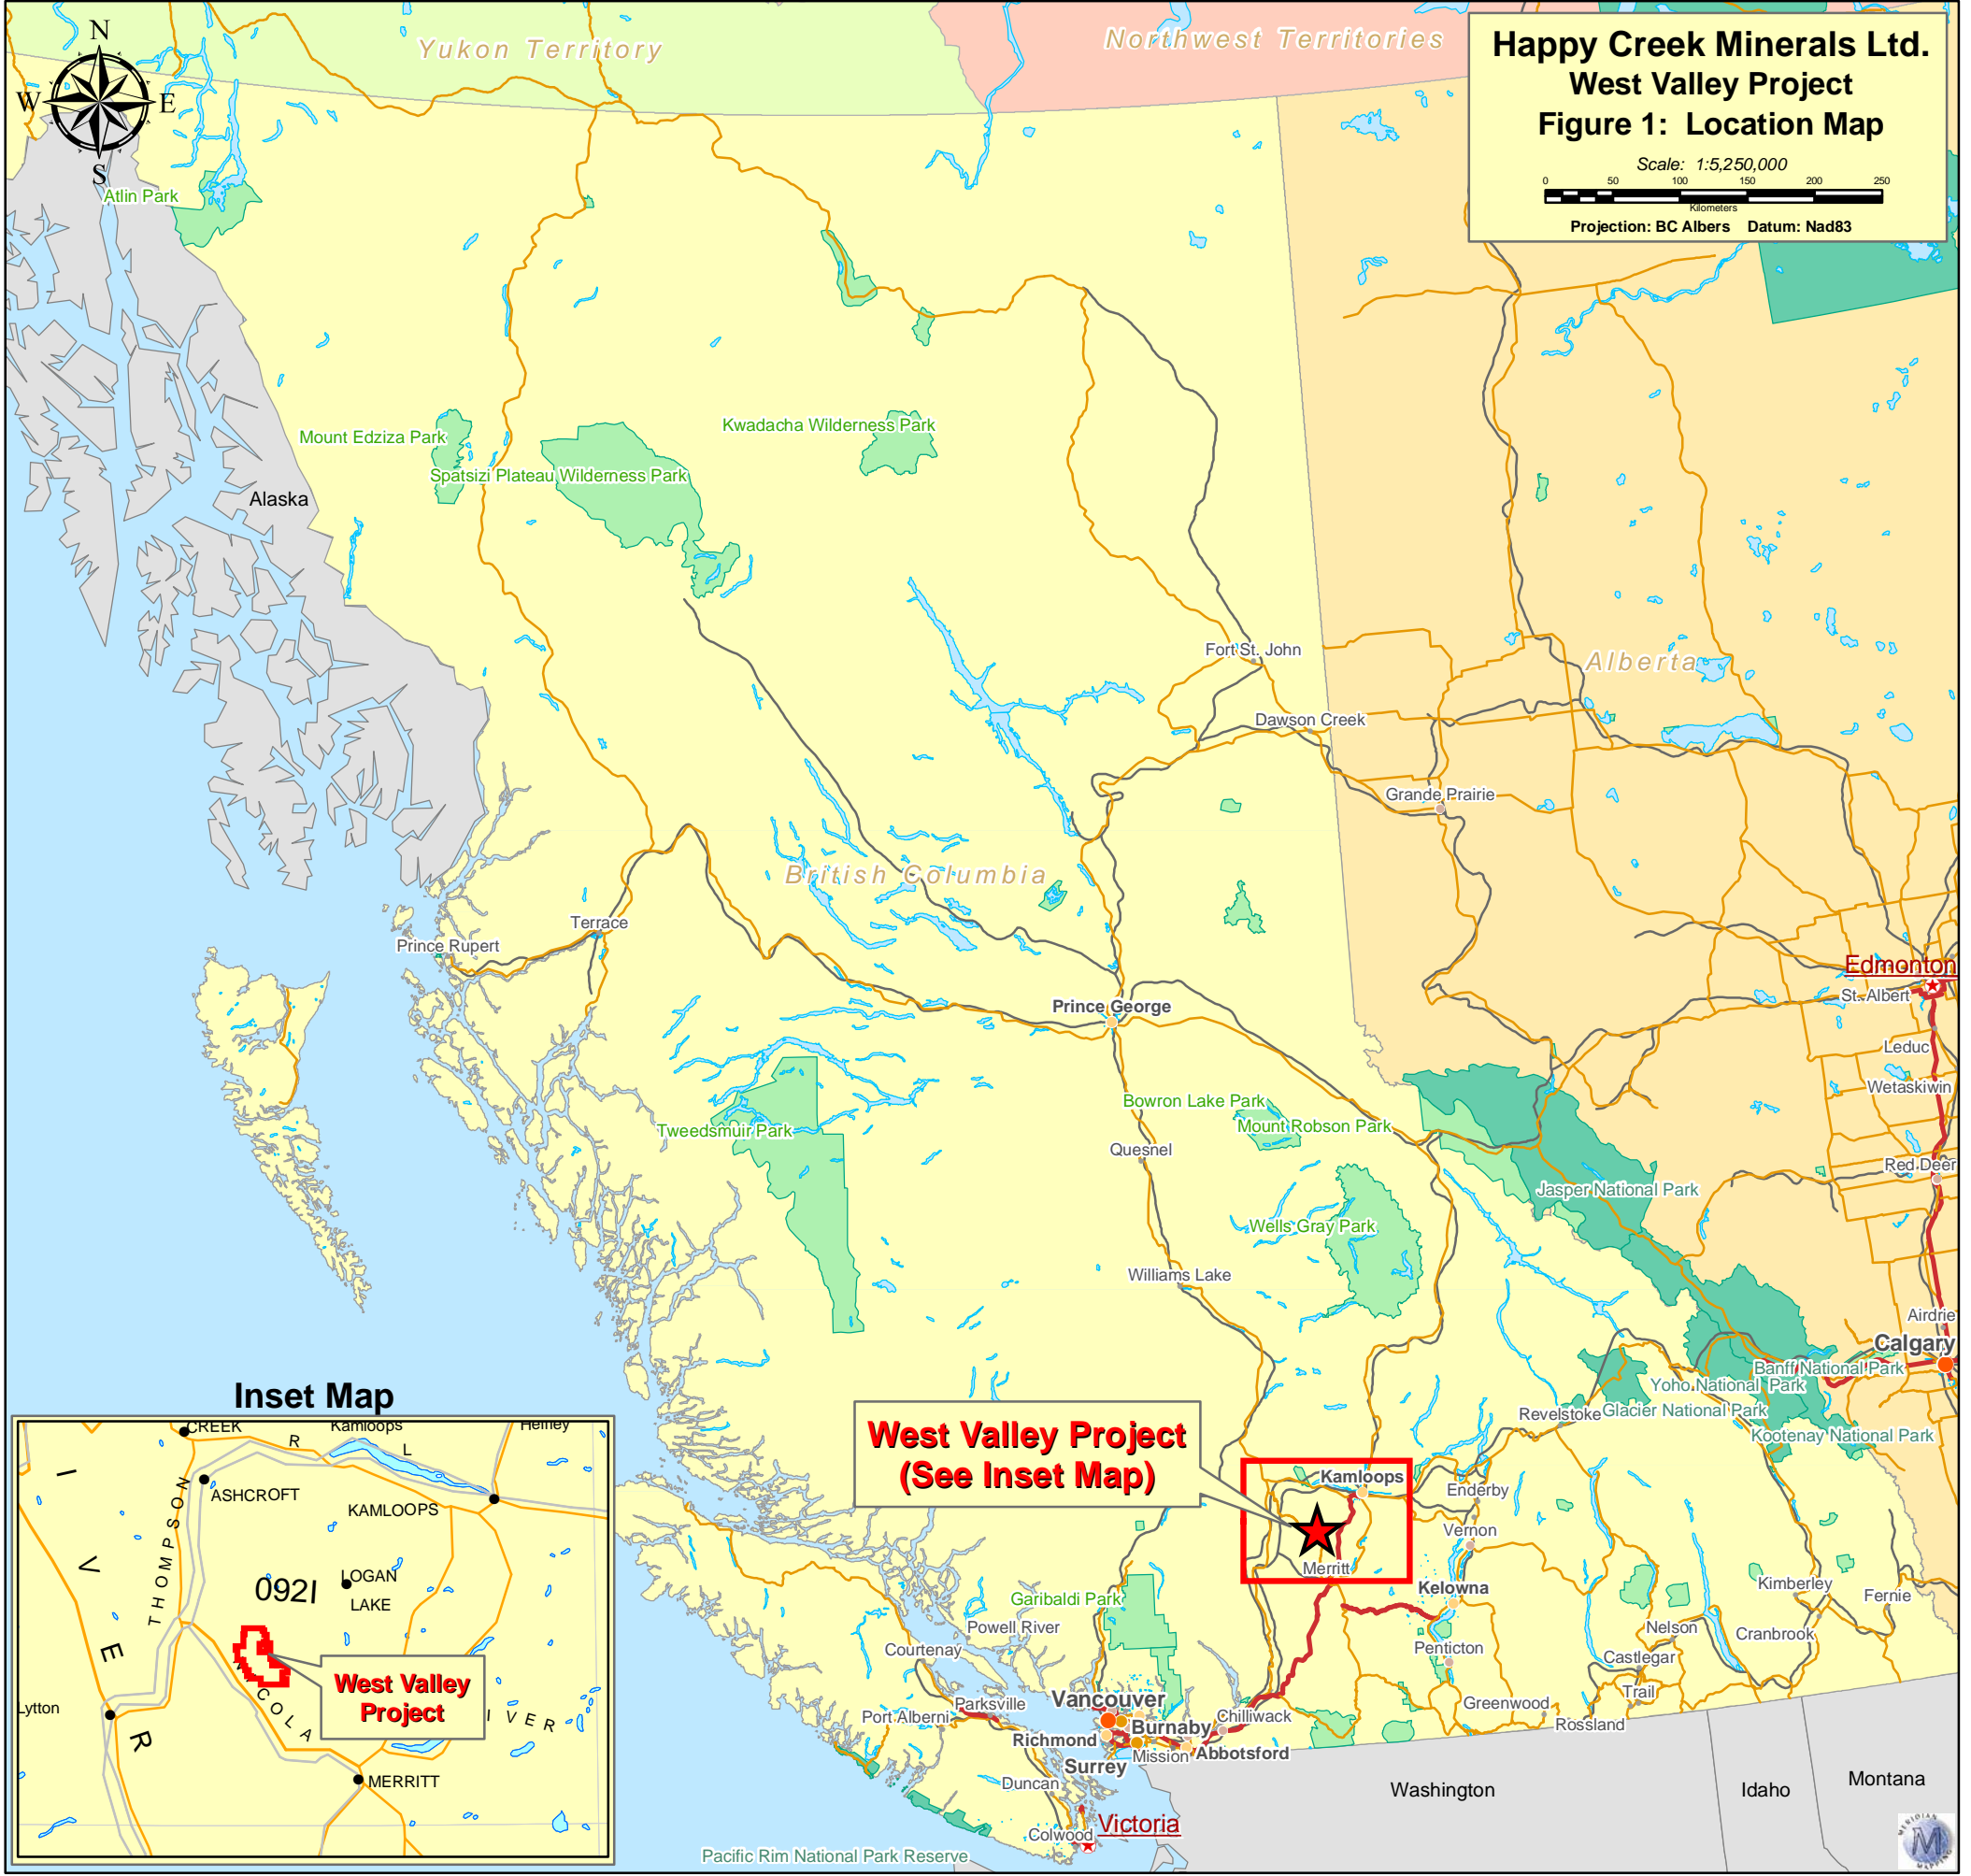 N
W
E
S
Yukon Territory
Northwest Territories
Happy Creek Minerals Ltd.
West Valley Project
Figure 1: Location Map
Scale: 1:5,250,000
0 50 100 150 200 250
Kilometers
Projection: BC Albers Datum: Nad83
Atlin Park
Mount Edziza Park
Kwadacha Wilderness Park
Spatsizi Plateau Wilderness Park
Alaska
Fort St. John
Alberta
Dawson Creek
Grande Prairie
British Columbia
Terrace
Prince Rupert
Edmonton
St. Albert
Prince George
Leduc
Wetaskiwin
Bowron Lake Park
Mount Robson Park
Tweedsmuir Park
Quesnel
Red Deer
Jasper National Park
Wells Gray Park
Williams Lake
Airdrie
Calgary
Banff National Park
Yoho National Park
Revelstoke
Glacier National Park
Kootenay National Park
West Valley Project
(See Inset Map)
Kamloops
Enderby
Vernon
Merritt
Kelowna
Kimberley
Fernie
Garibaldi Park
Powell River
Courtenay
Penticton
Nelson
Cranbrook
Castlegar
Trail
Parksville
Vancouver
Greenwood
Rossland
Port Alberni
Burnaby
Chilliwack
Richmond
Mission
Abbotsford
Surrey
Duncan
Washington
Idaho
Montana
Colwood
Victoria
Pacific Rim National Park Reserve
Inset Map
CREEK
Kamloops
Heffley
R
L
ASHCROFT
KAMLOOPS
THOMPSON
I
V
E
R
LOGAN
LAKE
092I
West Valley
Project
COLA
IVER
Lytton
MERRITT
MERIDIAN
M
MAPPING